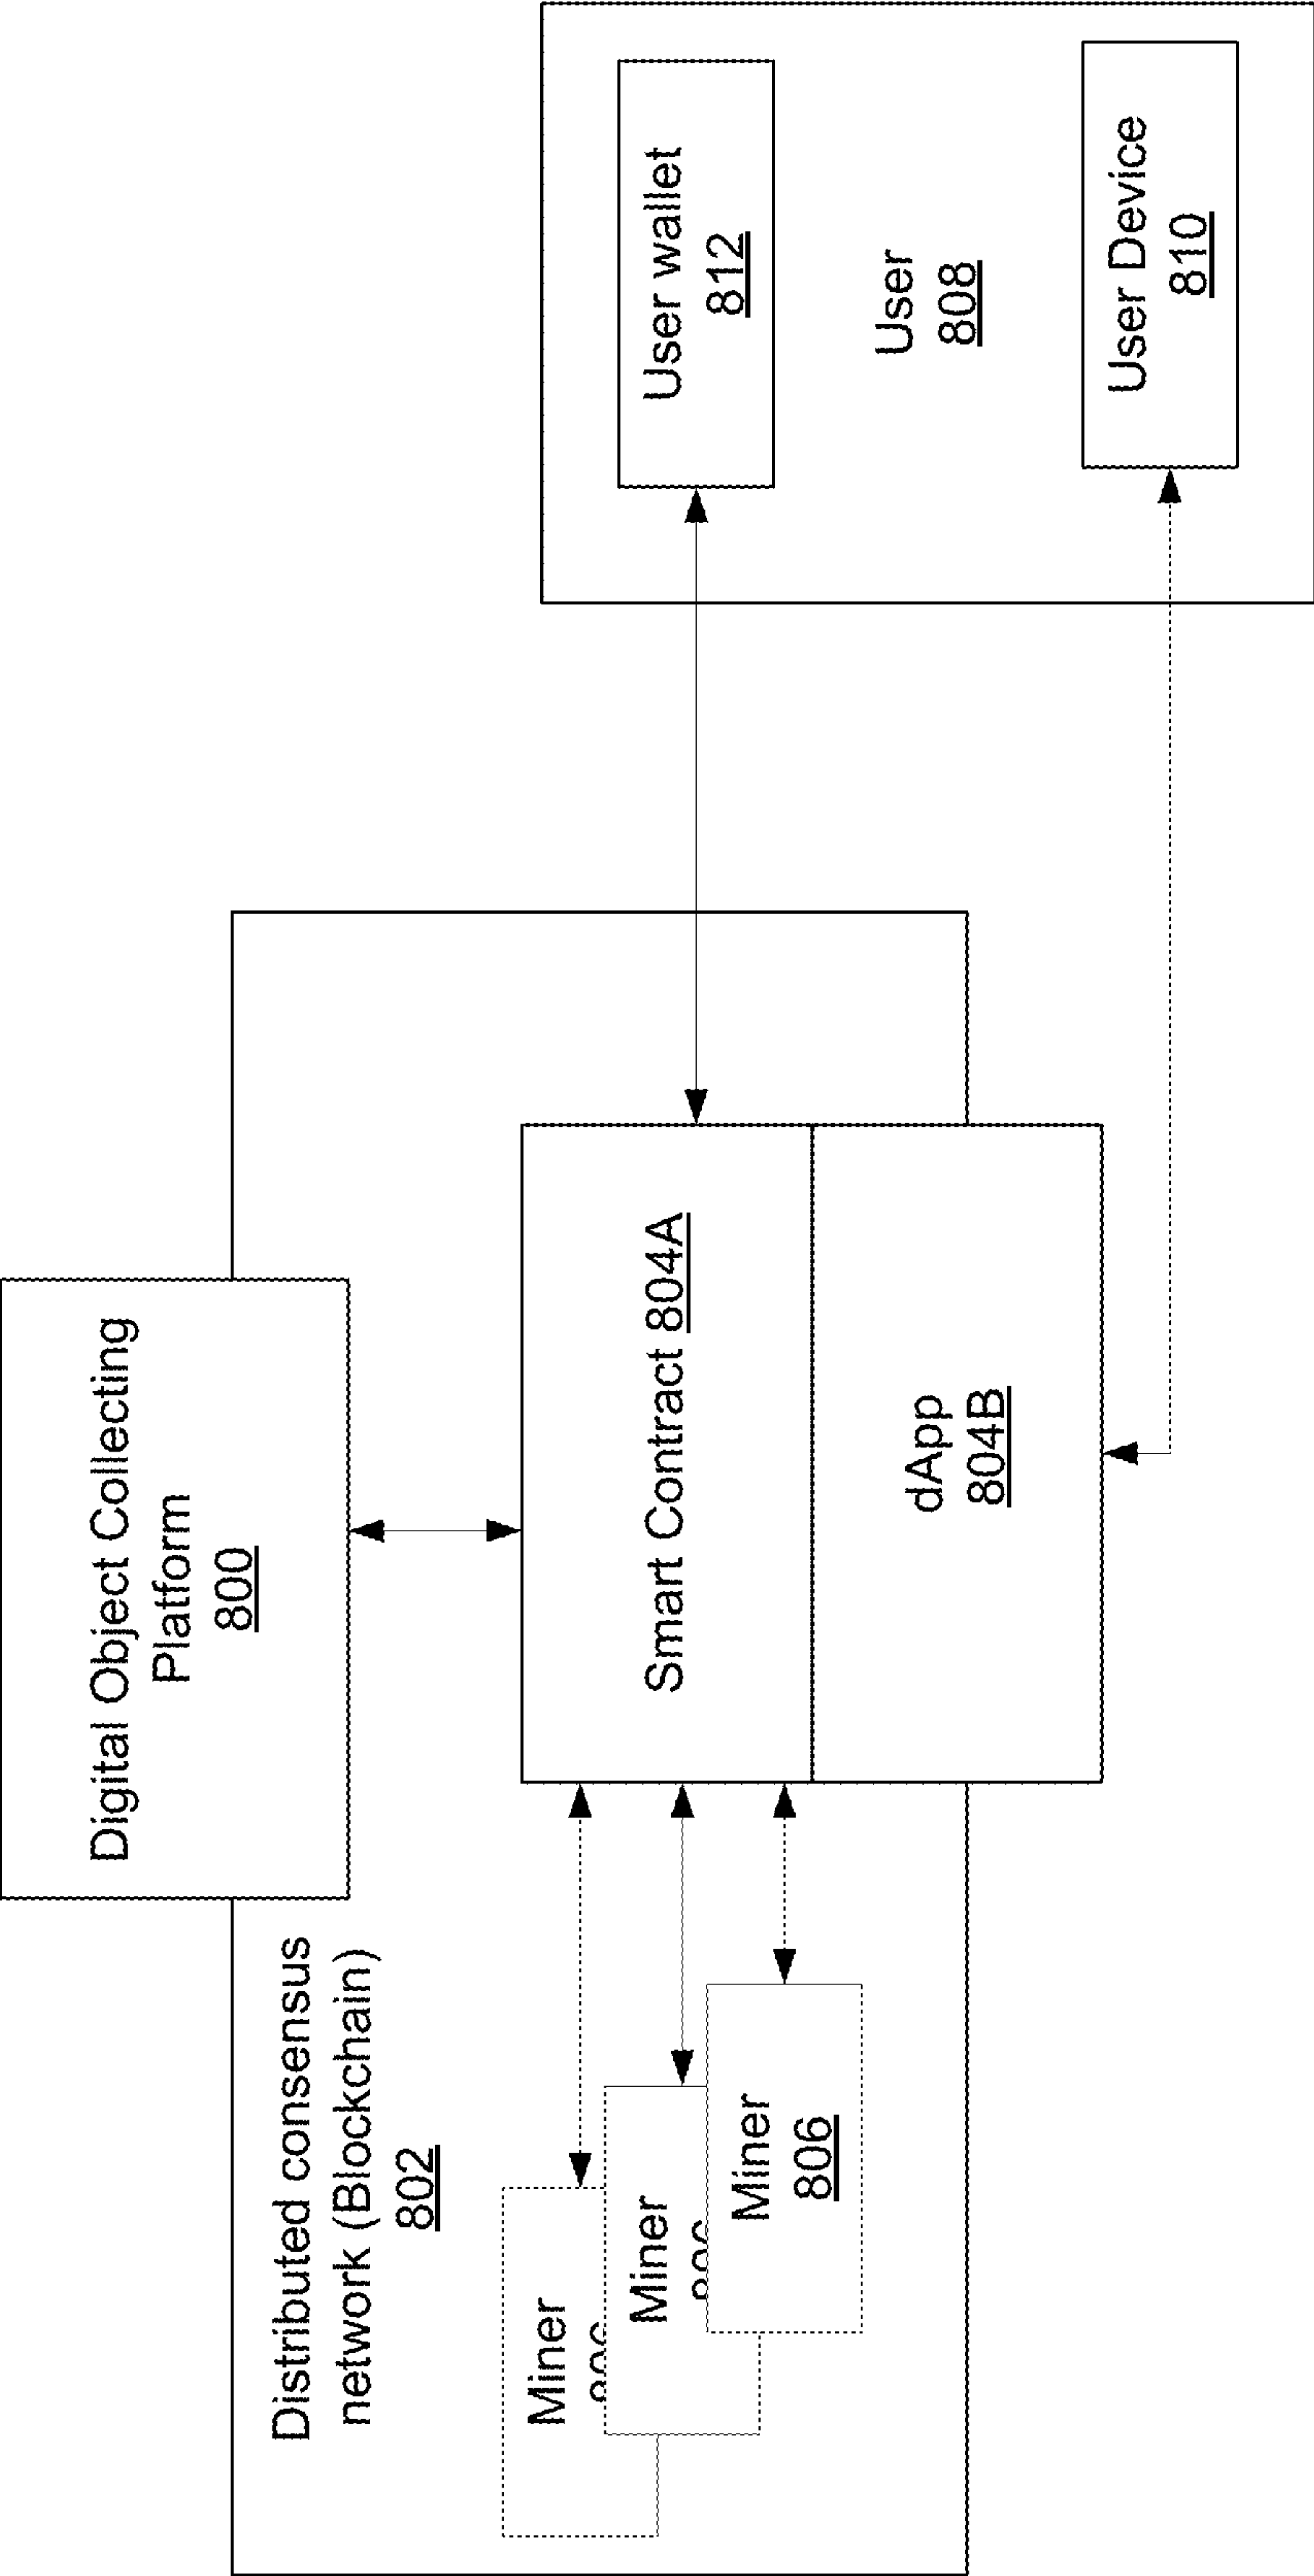 Digital Object Collecting
Platform
800
Distributed consensus
network (Blockchain)
802
Miner
Miner
Miner
806
Smart Contract 804A
dApp
804B
User wallet
812
User
808
User Device
810